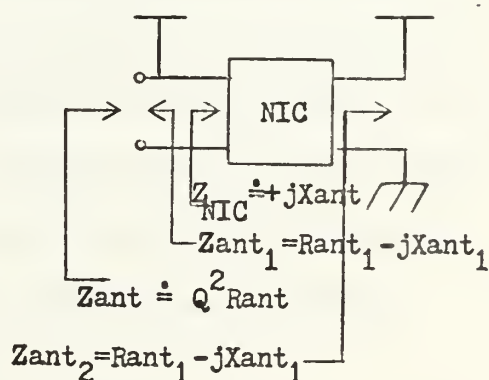 NIC
Z_NIC ≐ +jXant
Zant₁=Rant₁-jXant₁
Zant ≐ Q²Rant
Zant₂=Rant₁-jXant₁